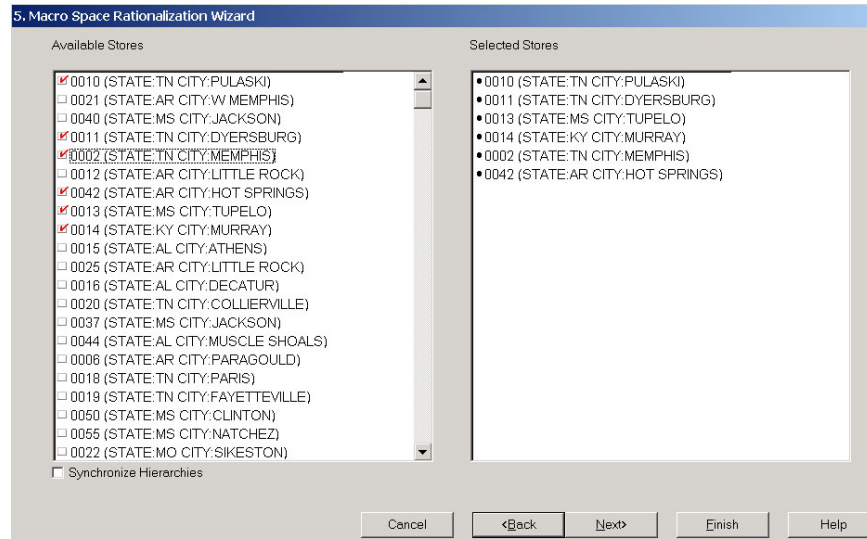 5. Macro Space Rationalization Wizard
Available Stores
0010 (STATE:TN CITY:PULASKI)
0021 (STATE:AR CITY:W MEMPHIS)
0040 (STATE:MS CITY:JACKSON)
0011 (STATE:TN CITY:DYERSBURG)
0002 (STATE:TN CITY:MEMPHIS)
0012 (STATE:AR CITY:LITTLE ROCK)
0042 (STATE:AR CITY:HOT SPRINGS)
0013 (STATE:MS CITY:TUPELO)
0014 (STATE:KY CITY:MURRAY)
0015 (STATE:AL CITY:ATHENS)
0025 (STATE:AR CITY:LITTLE ROCK)
0016 (STATE:AL CITY:DECATUR)
0020 (STATE:TN CITY:COLLIERVILLE)
0037 (STATE:MS CITY:JACKSON)
0044 (STATE:AL CITY:MUSCLE SHOALS)
0006 (STATE:AR CITY:PARAGOULD)
0018 (STATE:TN CITY:PARIS)
0019 (STATE:TN CITY:FAYETTEVILLE)
0050 (STATE:MS CITY:CLINTON)
0055 (STATE:MS CITY:NATCHEZ)
0022 (STATE:MO CITY:SIKESTON)
Synchronize Hierarchies
Selected Stores
0010 (STATE:TN CITY:PULASKI)
0011 (STATE:TN CITY:DYERSBURG)
0013 (STATE:MS CITY:TUPELO)
0014 (STATE:KY CITY:MURRAY)
0002 (STATE:TN CITY:MEMPHIS)
0042 (STATE:AR CITY:HOT SPRINGS)
Cancel
<Back
Next>
Finish
Help